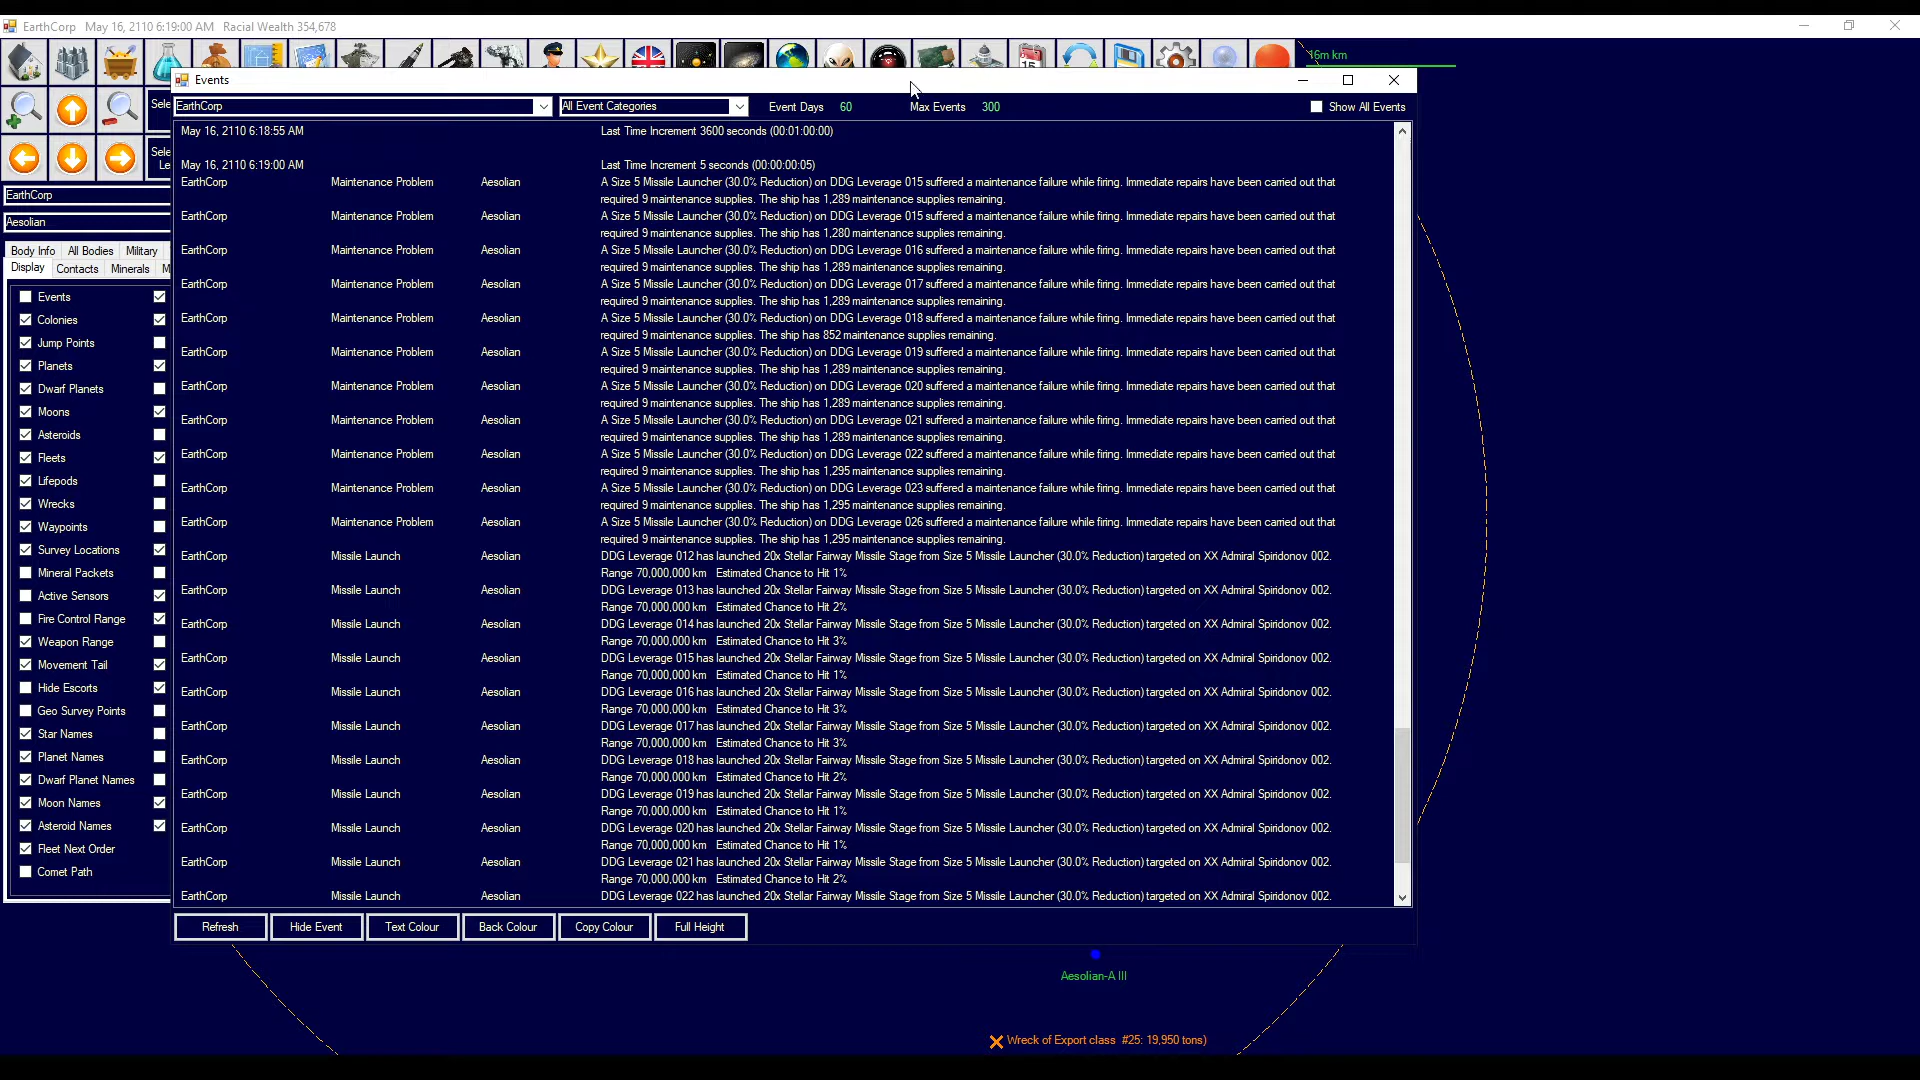 EarthCorp   May 16, 2110 6:19:00 AM   Racial Wealth 354,678
16m km
Events
EarthCorp
All Event Categories
Event Days 60
Max Events 300
Show All Events
Sele
Sele
Le
EarthCorp
Aesolian
Body Info All Bodies Military
Display Contacts Minerals M
Events
Colonies
Jump Points
Planets
Dwarf Planets
Moons
Asteroids
Fleets
Lifepods
Wrecks
Waypoints
Survey Locations
Mineral Packets
Active Sensors
Fire Control Range
Weapon Range
Movement Tail
Hide Escorts
Geo Survey Points
Star Names
Planet Names
Dwarf Planet Names
Moon Names
Asteroid Names
Fleet Next Order
Comet Path
May 16, 2110 6:18:55 AM Last Time Increment 3600 seconds (00:01:00:00)
May 16, 2110 6:19:00 AM Last Time Increment 5 seconds (00:00:00:05)
EarthCorp Maintenance Problem Aesolian A Size 5 Missile Launcher (30.0% Reduction) on DDG Leverage 015 suffered a maintenance failure while firing. Immediate repairs have been carried out that
required 9 maintenance supplies. The ship has 1,289 maintenance supplies remaining.
EarthCorp Maintenance Problem Aesolian A Size 5 Missile Launcher (30.0% Reduction) on DDG Leverage 015 suffered a maintenance failure while firing. Immediate repairs have been carried out that
required 9 maintenance supplies. The ship has 1,280 maintenance supplies remaining.
EarthCorp Maintenance Problem Aesolian A Size 5 Missile Launcher (30.0% Reduction) on DDG Leverage 016 suffered a maintenance failure while firing. Immediate repairs have been carried out that
required 9 maintenance supplies. The ship has 1,289 maintenance supplies remaining.
EarthCorp Maintenance Problem Aesolian A Size 5 Missile Launcher (30.0% Reduction) on DDG Leverage 017 suffered a maintenance failure while firing. Immediate repairs have been carried out that
required 9 maintenance supplies. The ship has 1,289 maintenance supplies remaining.
EarthCorp Maintenance Problem Aesolian A Size 5 Missile Launcher (30.0% Reduction) on DDG Leverage 018 suffered a maintenance failure while firing. Immediate repairs have been carried out that
required 9 maintenance supplies. The ship has 852 maintenance supplies remaining.
EarthCorp Maintenance Problem Aesolian A Size 5 Missile Launcher (30.0% Reduction) on DDG Leverage 019 suffered a maintenance failure while firing. Immediate repairs have been carried out that
required 9 maintenance supplies. The ship has 1,289 maintenance supplies remaining.
EarthCorp Maintenance Problem Aesolian A Size 5 Missile Launcher (30.0% Reduction) on DDG Leverage 020 suffered a maintenance failure while firing. Immediate repairs have been carried out that
required 9 maintenance supplies. The ship has 1,289 maintenance supplies remaining.
EarthCorp Maintenance Problem Aesolian A Size 5 Missile Launcher (30.0% Reduction) on DDG Leverage 021 suffered a maintenance failure while firing. Immediate repairs have been carried out that
required 9 maintenance supplies. The ship has 1,289 maintenance supplies remaining.
EarthCorp Maintenance Problem Aesolian A Size 5 Missile Launcher (30.0% Reduction) on DDG Leverage 022 suffered a maintenance failure while firing. Immediate repairs have been carried out that
required 9 maintenance supplies. The ship has 1,295 maintenance supplies remaining.
EarthCorp Maintenance Problem Aesolian A Size 5 Missile Launcher (30.0% Reduction) on DDG Leverage 023 suffered a maintenance failure while firing. Immediate repairs have been carried out that
required 9 maintenance supplies. The ship has 1,295 maintenance supplies remaining.
EarthCorp Maintenance Problem Aesolian A Size 5 Missile Launcher (30.0% Reduction) on DDG Leverage 026 suffered a maintenance failure while firing. Immediate repairs have been carried out that
required 9 maintenance supplies. The ship has 1,295 maintenance supplies remaining.
EarthCorp Missile Launch Aesolian DDG Leverage 012 has launched 20x Stellar Fairway Missile Stage from Size 5 Missile Launcher (30.0% Reduction) targeted on XX Admiral Spiridonov 002.
Range 70,000,000 km Estimated Chance to Hit 1%
EarthCorp Missile Launch Aesolian DDG Leverage 013 has launched 20x Stellar Fairway Missile Stage from Size 5 Missile Launcher (30.0% Reduction) targeted on XX Admiral Spiridonov 002.
Range 70,000,000 km Estimated Chance to Hit 2%
EarthCorp Missile Launch Aesolian DDG Leverage 014 has launched 20x Stellar Fairway Missile Stage from Size 5 Missile Launcher (30.0% Reduction) targeted on XX Admiral Spiridonov 002.
Range 70,000,000 km Estimated Chance to Hit 3%
EarthCorp Missile Launch Aesolian DDG Leverage 015 has launched 20x Stellar Fairway Missile Stage from Size 5 Missile Launcher (30.0% Reduction) targeted on XX Admiral Spiridonov 002.
Range 70,000,000 km Estimated Chance to Hit 1%
EarthCorp Missile Launch Aesolian DDG Leverage 016 has launched 20x Stellar Fairway Missile Stage from Size 5 Missile Launcher (30.0% Reduction) targeted on XX Admiral Spiridonov 002.
Range 70,000,000 km Estimated Chance to Hit 3%
EarthCorp Missile Launch Aesolian DDG Leverage 017 has launched 20x Stellar Fairway Missile Stage from Size 5 Missile Launcher (30.0% Reduction) targeted on XX Admiral Spiridonov 002.
Range 70,000,000 km Estimated Chance to Hit 3%
EarthCorp Missile Launch Aesolian DDG Leverage 018 has launched 20x Stellar Fairway Missile Stage from Size 5 Missile Launcher (30.0% Reduction) targeted on XX Admiral Spiridonov 002.
Range 70,000,000 km Estimated Chance to Hit 2%
EarthCorp Missile Launch Aesolian DDG Leverage 019 has launched 20x Stellar Fairway Missile Stage from Size 5 Missile Launcher (30.0% Reduction) targeted on XX Admiral Spiridonov 002.
Range 70,000,000 km Estimated Chance to Hit 1%
EarthCorp Missile Launch Aesolian DDG Leverage 020 has launched 20x Stellar Fairway Missile Stage from Size 5 Missile Launcher (30.0% Reduction) targeted on XX Admiral Spiridonov 002.
Range 70,000,000 km Estimated Chance to Hit 1%
EarthCorp Missile Launch Aesolian DDG Leverage 021 has launched 20x Stellar Fairway Missile Stage from Size 5 Missile Launcher (30.0% Reduction) targeted on XX Admiral Spiridonov 002.
Range 70,000,000 km Estimated Chance to Hit 2%
EarthCorp Missile Launch Aesolian DDG Leverage 022 has launched 20x Stellar Fairway Missile Stage from Size 5 Missile Launcher (30.0% Reduction) targeted on XX Admiral Spiridonov 002.
Refresh Hide Event Text Colour Back Colour Copy Colour Full Height
Aesolian-A III
Wreck of Export class #25: 19,950 tons)